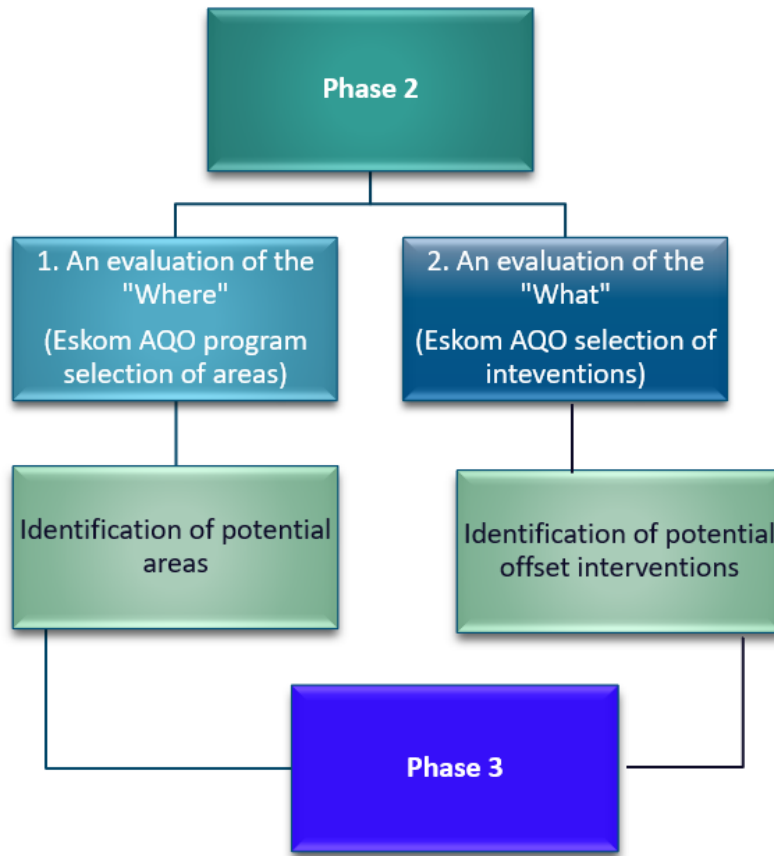 Phase 2
1. An evaluation of the
"Where"
(Eskom AQO program
selection of areas)
2. An evaluation of the
"What"
(Eskom AQO selection of
inteventions)
Identification of potential
areas
Identification of potential
offset interventions
Phase 3